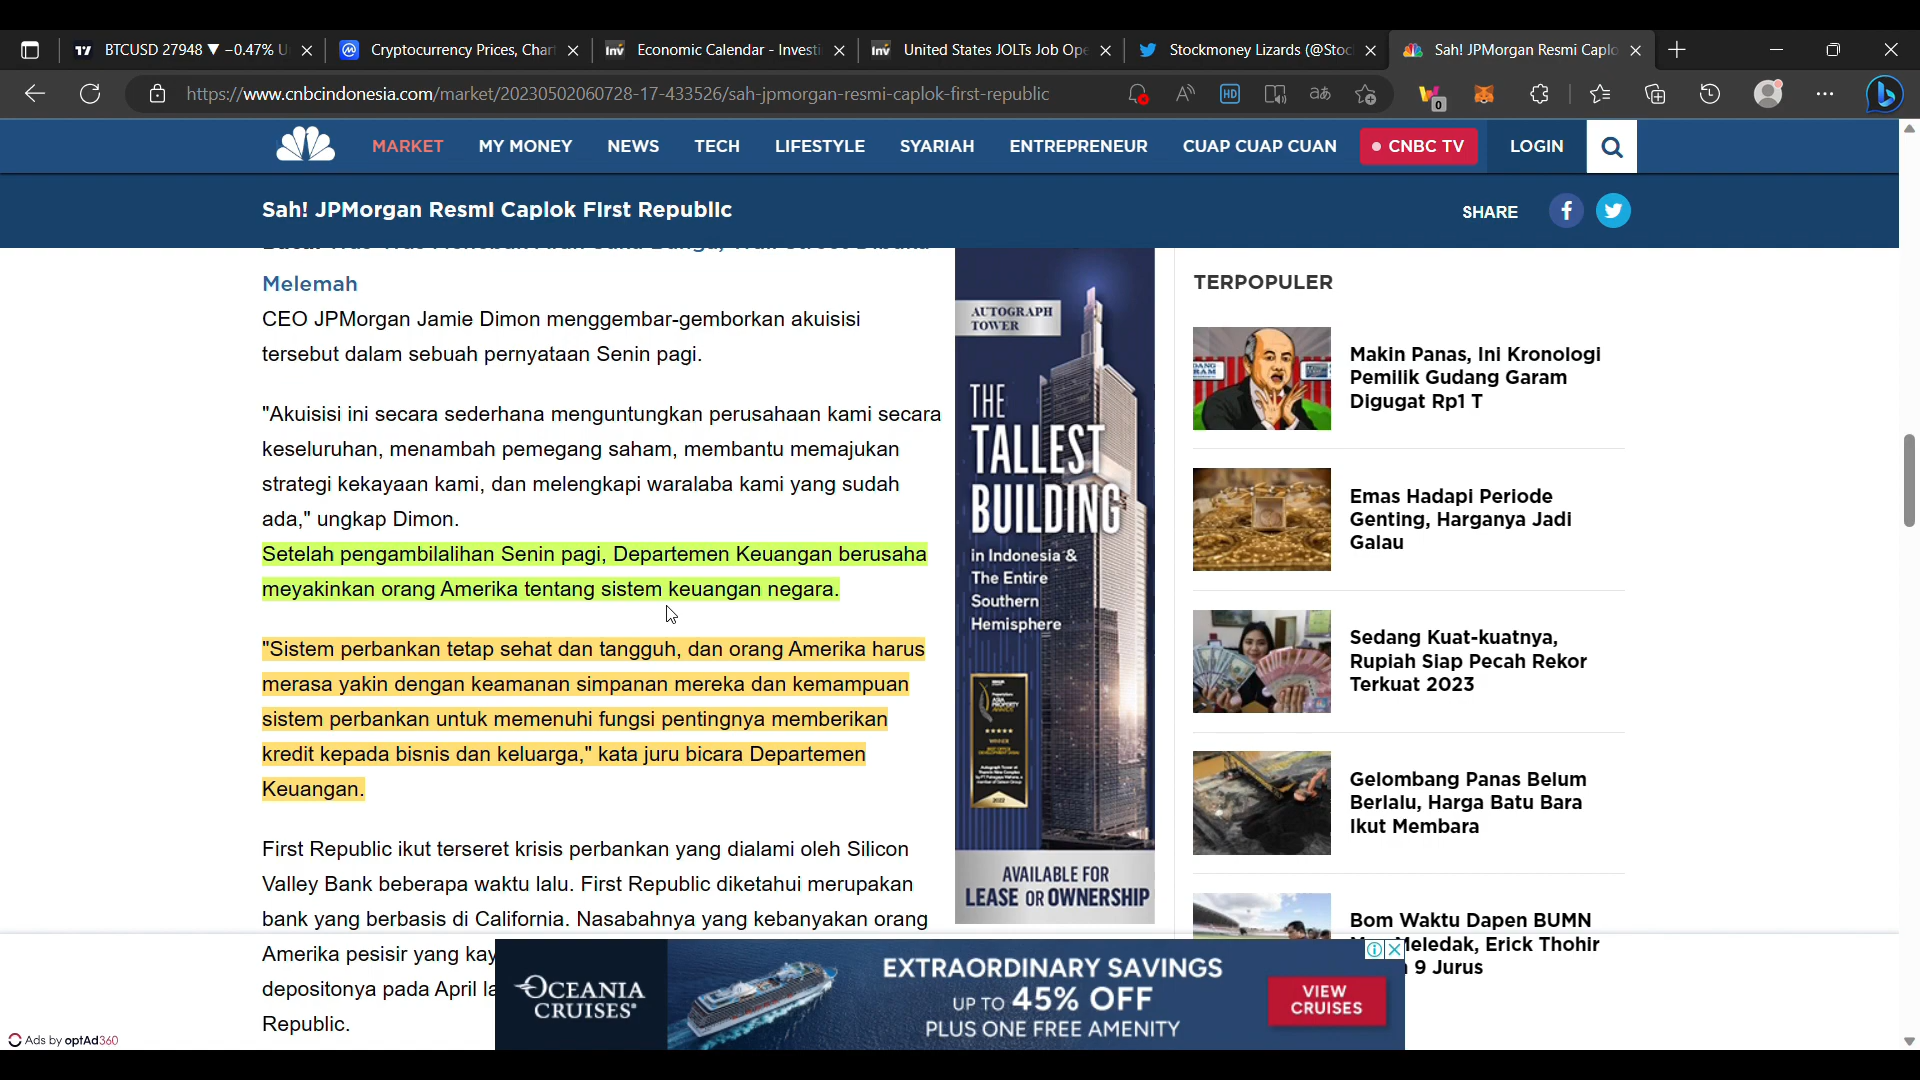 BTCUSD 27948 ▼ −0.47% U
Cryptocurrency Prices, Chart
Economic Calendar - Investi
United States JOLTs Job Ope
Stockmoney Lizards (@Stoc
Sah! JPMorgan Resmi Caplo
https://www.cnbcindonesia.com/market/20230502060728-17-433526/sah-jpmorgan-resmi-caplok-first-republic
HD
0
MARKET
MY MONEY
NEWS
TECH
LIFESTYLE
SYARIAH
ENTREPRENEUR
CUAP CUAP CUAN
CNBC TV
LOGIN
Sah! JPMorgan Resmi Caplok First Republic
SHARE
Melemah
CEO JPMorgan Jamie Dimon menggembar-gemborkan akuisisi
tersebut dalam sebuah pernyataan Senin pagi.
"Akuisisi ini secara sederhana menguntungkan perusahaan kami secara
keseluruhan, menambah pemegang saham, membantu memajukan
strategi kekayaan kami, dan melengkapi waralaba kami yang sudah
ada," ungkap Dimon.
Setelah pengambilalihan Senin pagi, Departemen Keuangan berusaha
meyakinkan orang Amerika tentang sistem keuangan negara.
"Sistem perbankan tetap sehat dan tangguh, dan orang Amerika harus
merasa yakin dengan keamanan simpanan mereka dan kemampuan
sistem perbankan untuk memenuhi fungsi pentingnya memberikan
kredit kepada bisnis dan keluarga," kata juru bicara Departemen
Keuangan.
First Republic ikut terseret krisis perbankan yang dialami oleh Silicon
Valley Bank beberapa waktu lalu. First Republic diketahui merupakan
bank yang berbasis di California. Nasabahnya yang kebanyakan orang
Amerika pesisir yang kay
depositonya pada April la
Republic.
AUTOGRAPH
TOWER
THE
TALLEST
BUILDING
in Indonesia &
The Entire
Southern
Hemisphere
WINNER
2022
AVAILABLE FOR
LEASE OR OWNERSHIP
TERPOPULER
Makin Panas, Ini Kronologi
Pemilik Gudang Garam
Digugat Rp1 T
Emas Hadapi Periode
Genting, Harganya Jadi
Galau
Sedang Kuat-kuatnya,
Rupiah Siap Pecah Rekor
Terkuat 2023
Gelombang Panas Belum
Berlalu, Harga Batu Bara
Ikut Membara
Bom Waktu Dapen BUMN
Meledak, Erick Thohir
9 Jurus
OCEANIA
CRUISES®
EXTRAORDINARY SAVINGS
UP TO 45% OFF
PLUS ONE FREE AMENITY
VIEW
CRUISES
Ads by optAd360